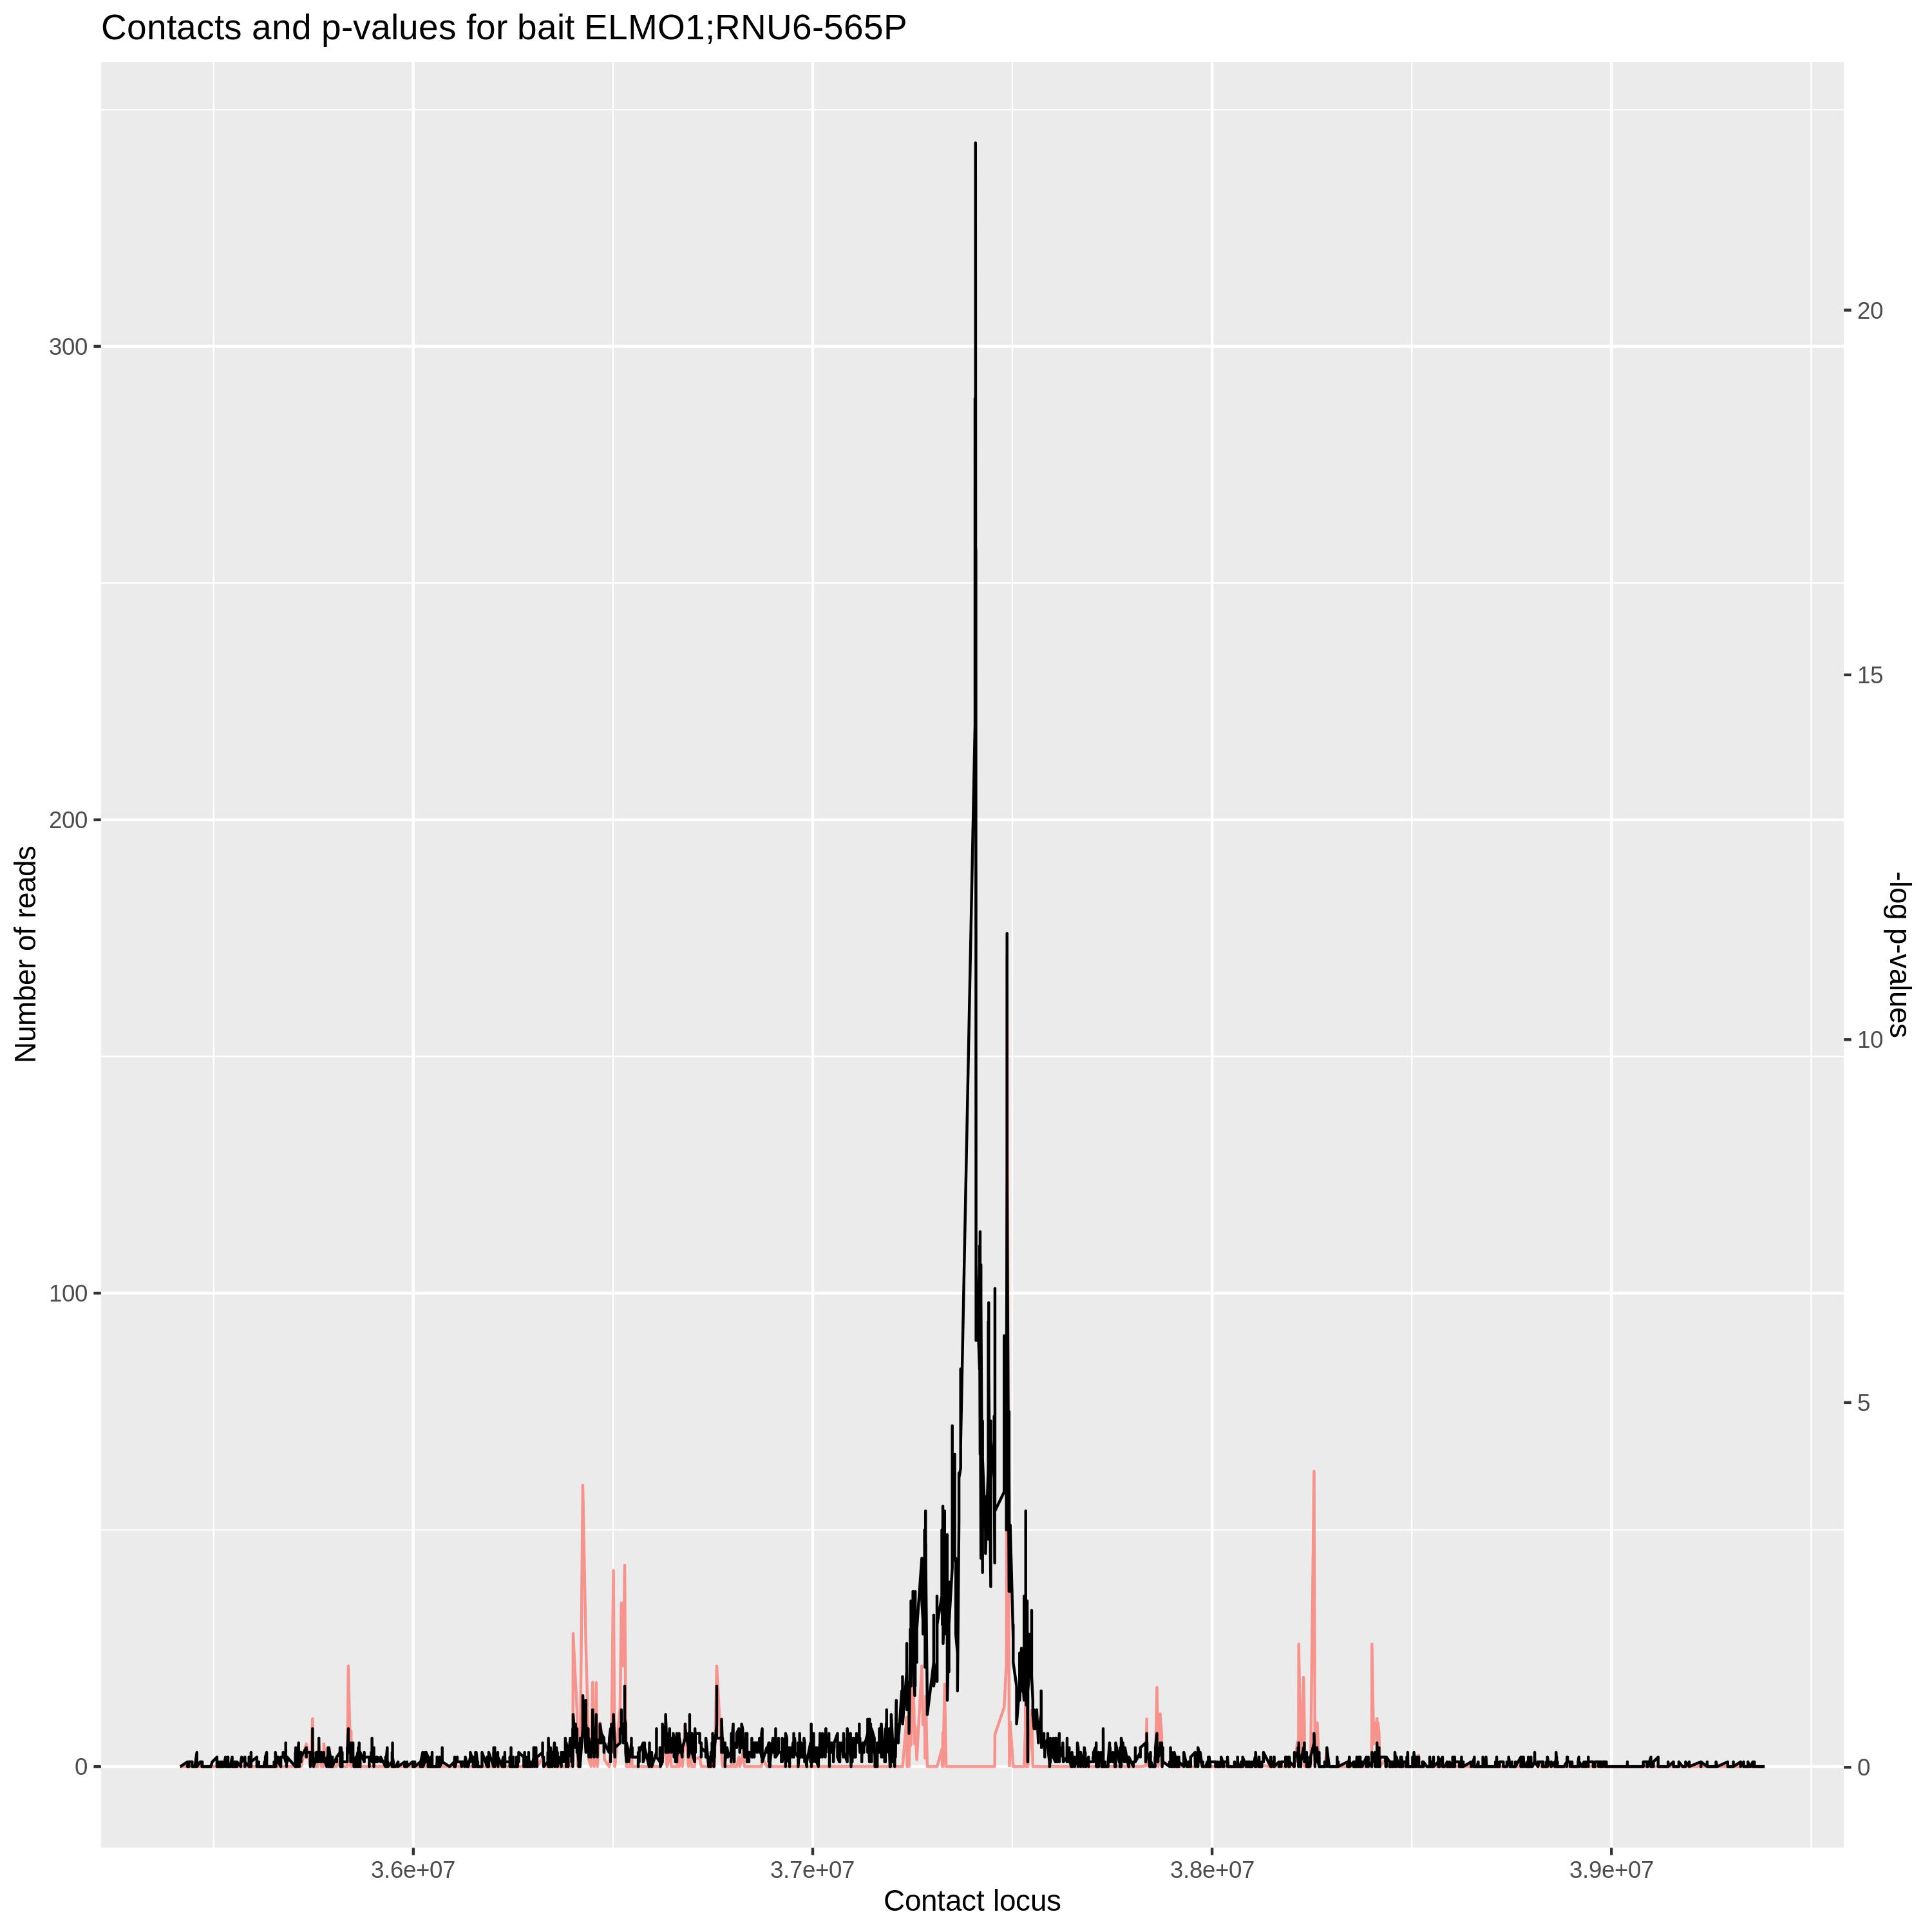 Contacts and p-values for bait ELMO1;RNU6-565P
300
200
100
0
Number of reads
20
15
10
5
0
-log p-values
3.6e+07 3.7e+07 3.8e+07 3.9e+07
Contact locus